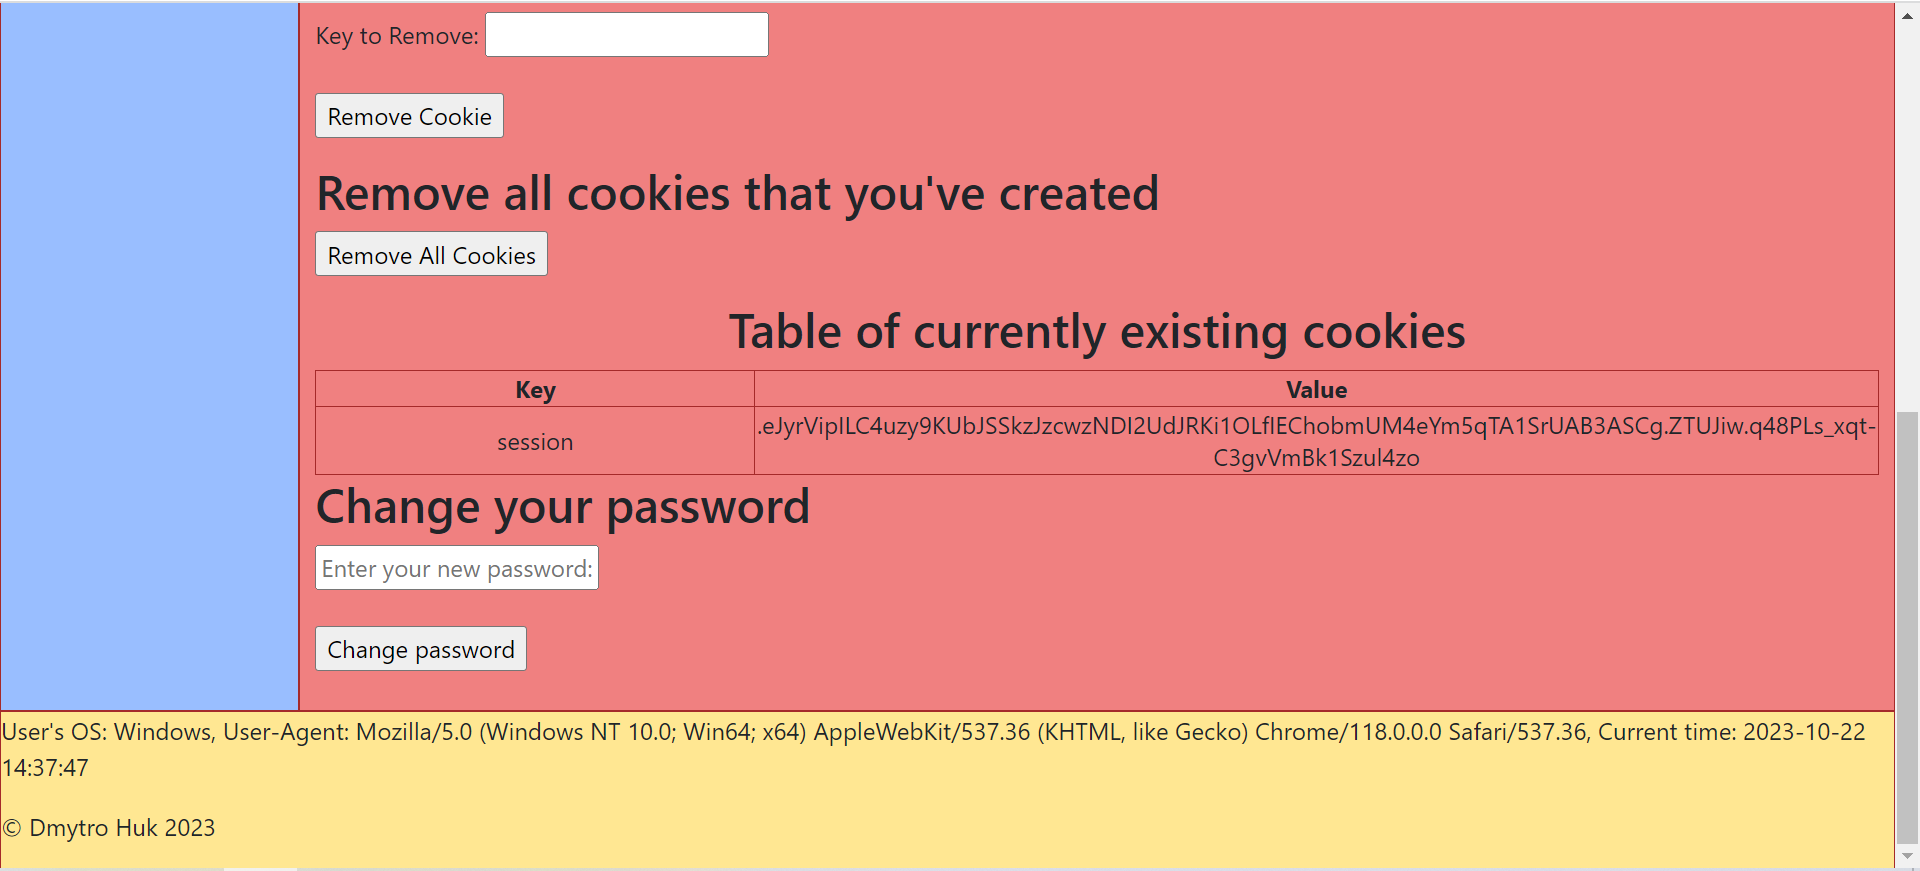 Key to Remove:
Remove Cookie
Remove all cookies that you've created
Remove All Cookies
Table of currently existing cookies
Key Value
session .eJyrVipILC4uzy9KUbJSSkzJzcwzNDI2UdJRKi1OLflEChobmUM4eYm5qTA1SrUAB3ASCg.ZTUJiw.q48PLs_xqt-
C3gvVmBk1Szul4zo
Change your password
Enter your new password:
Change password
User's OS: Windows, User-Agent: Mozilla/5.0 (Windows NT 10.0; Win64; x64) AppleWebKit/537.36 (KHTML, like Gecko) Chrome/118.0.0.0 Safari/537.36, Current time: 2023-10-22
14:37:47
© Dmytro Huk 2023